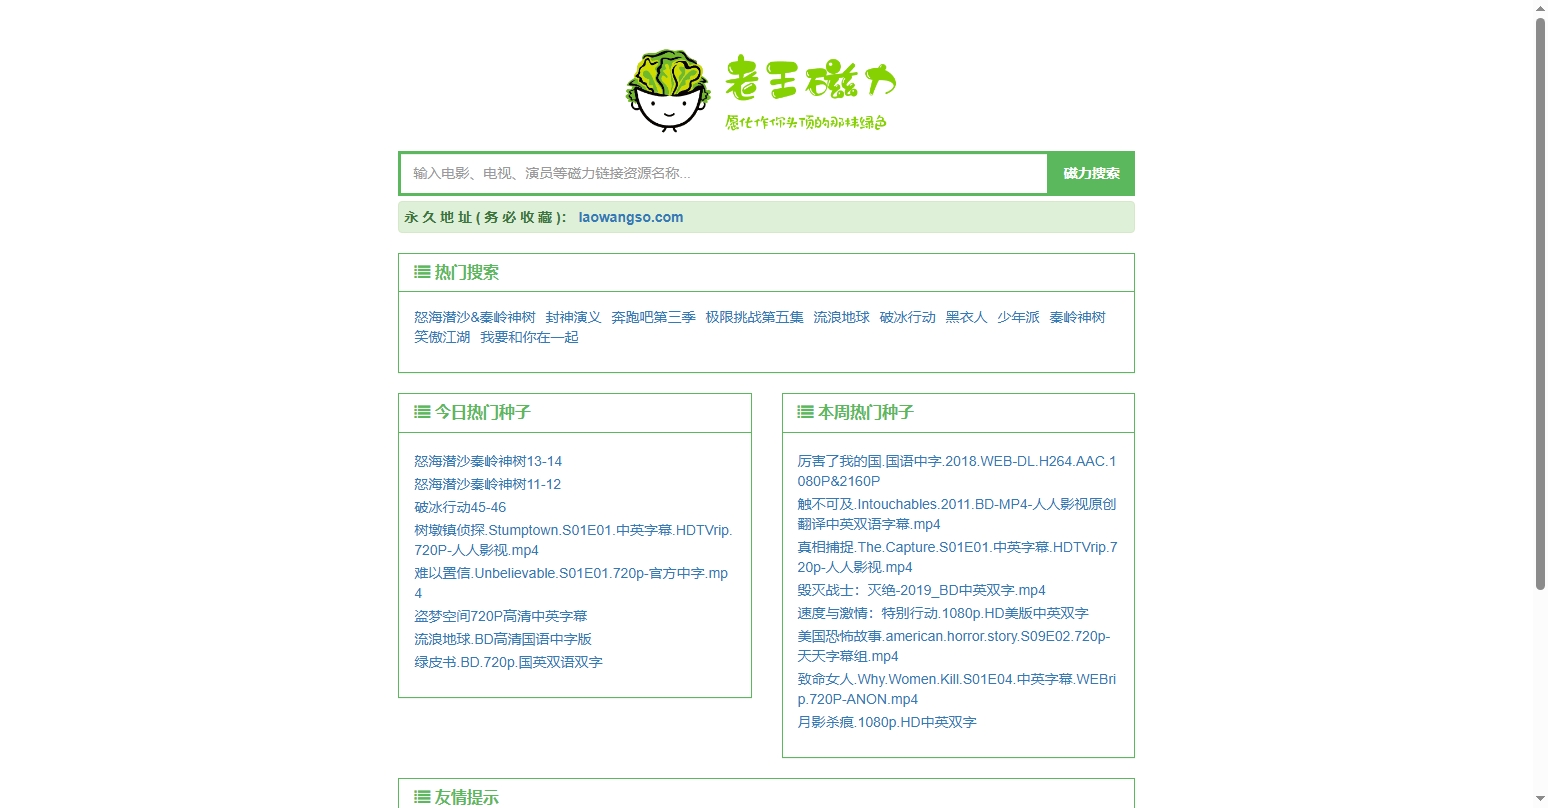 老王磁力
愿化作你头顶的那抹绿色
输入电影、电视、演员等磁力链接资源名称...
磁力搜索
永久地址(务必收藏)： laowangso.com
热门搜索
怒海潜沙&秦岭神树 封神演义 奔跑吧第三季 极限挑战第五集 流浪地球 破冰行动 黑衣人 少年派 秦岭神树
笑傲江湖 我要和你在一起
今日热门种子
怒海潜沙秦岭神树13-14
怒海潜沙秦岭神树11-12
破冰行动45-46
树墩镇侦探.Stumptown.S01E01.中英字幕.HDTVrip.
720P-人人影视.mp4
难以置信.Unbelievable.S01E01.720p-官方中字.mp
4
盗梦空间720P高清中英字幕
流浪地球.BD高清国语中字版
绿皮书.BD.720p.国英双语双字
本周热门种子
厉害了我的国.国语中字.2018.WEB-DL.H264.AAC.1
080P&2160P
触不可及.Intouchables.2011.BD-MP4-人人影视原创
翻译中英双语字幕.mp4
真相捕捉.The.Capture.S01E01.中英字幕.HDTVrip.7
20p-人人影视.mp4
毁灭战士：灭绝-2019_BD中英双字.mp4
速度与激情：特别行动.1080p.HD美版中英双字
美国恐怖故事.american.horror.story.S09E02.720p-
天天字幕组.mp4
致命女人.Why.Women.Kill.S01E04.中英字幕.WEBri
p.720P-ANON.mp4
月影杀痕.1080p.HD中英双字
友情提示